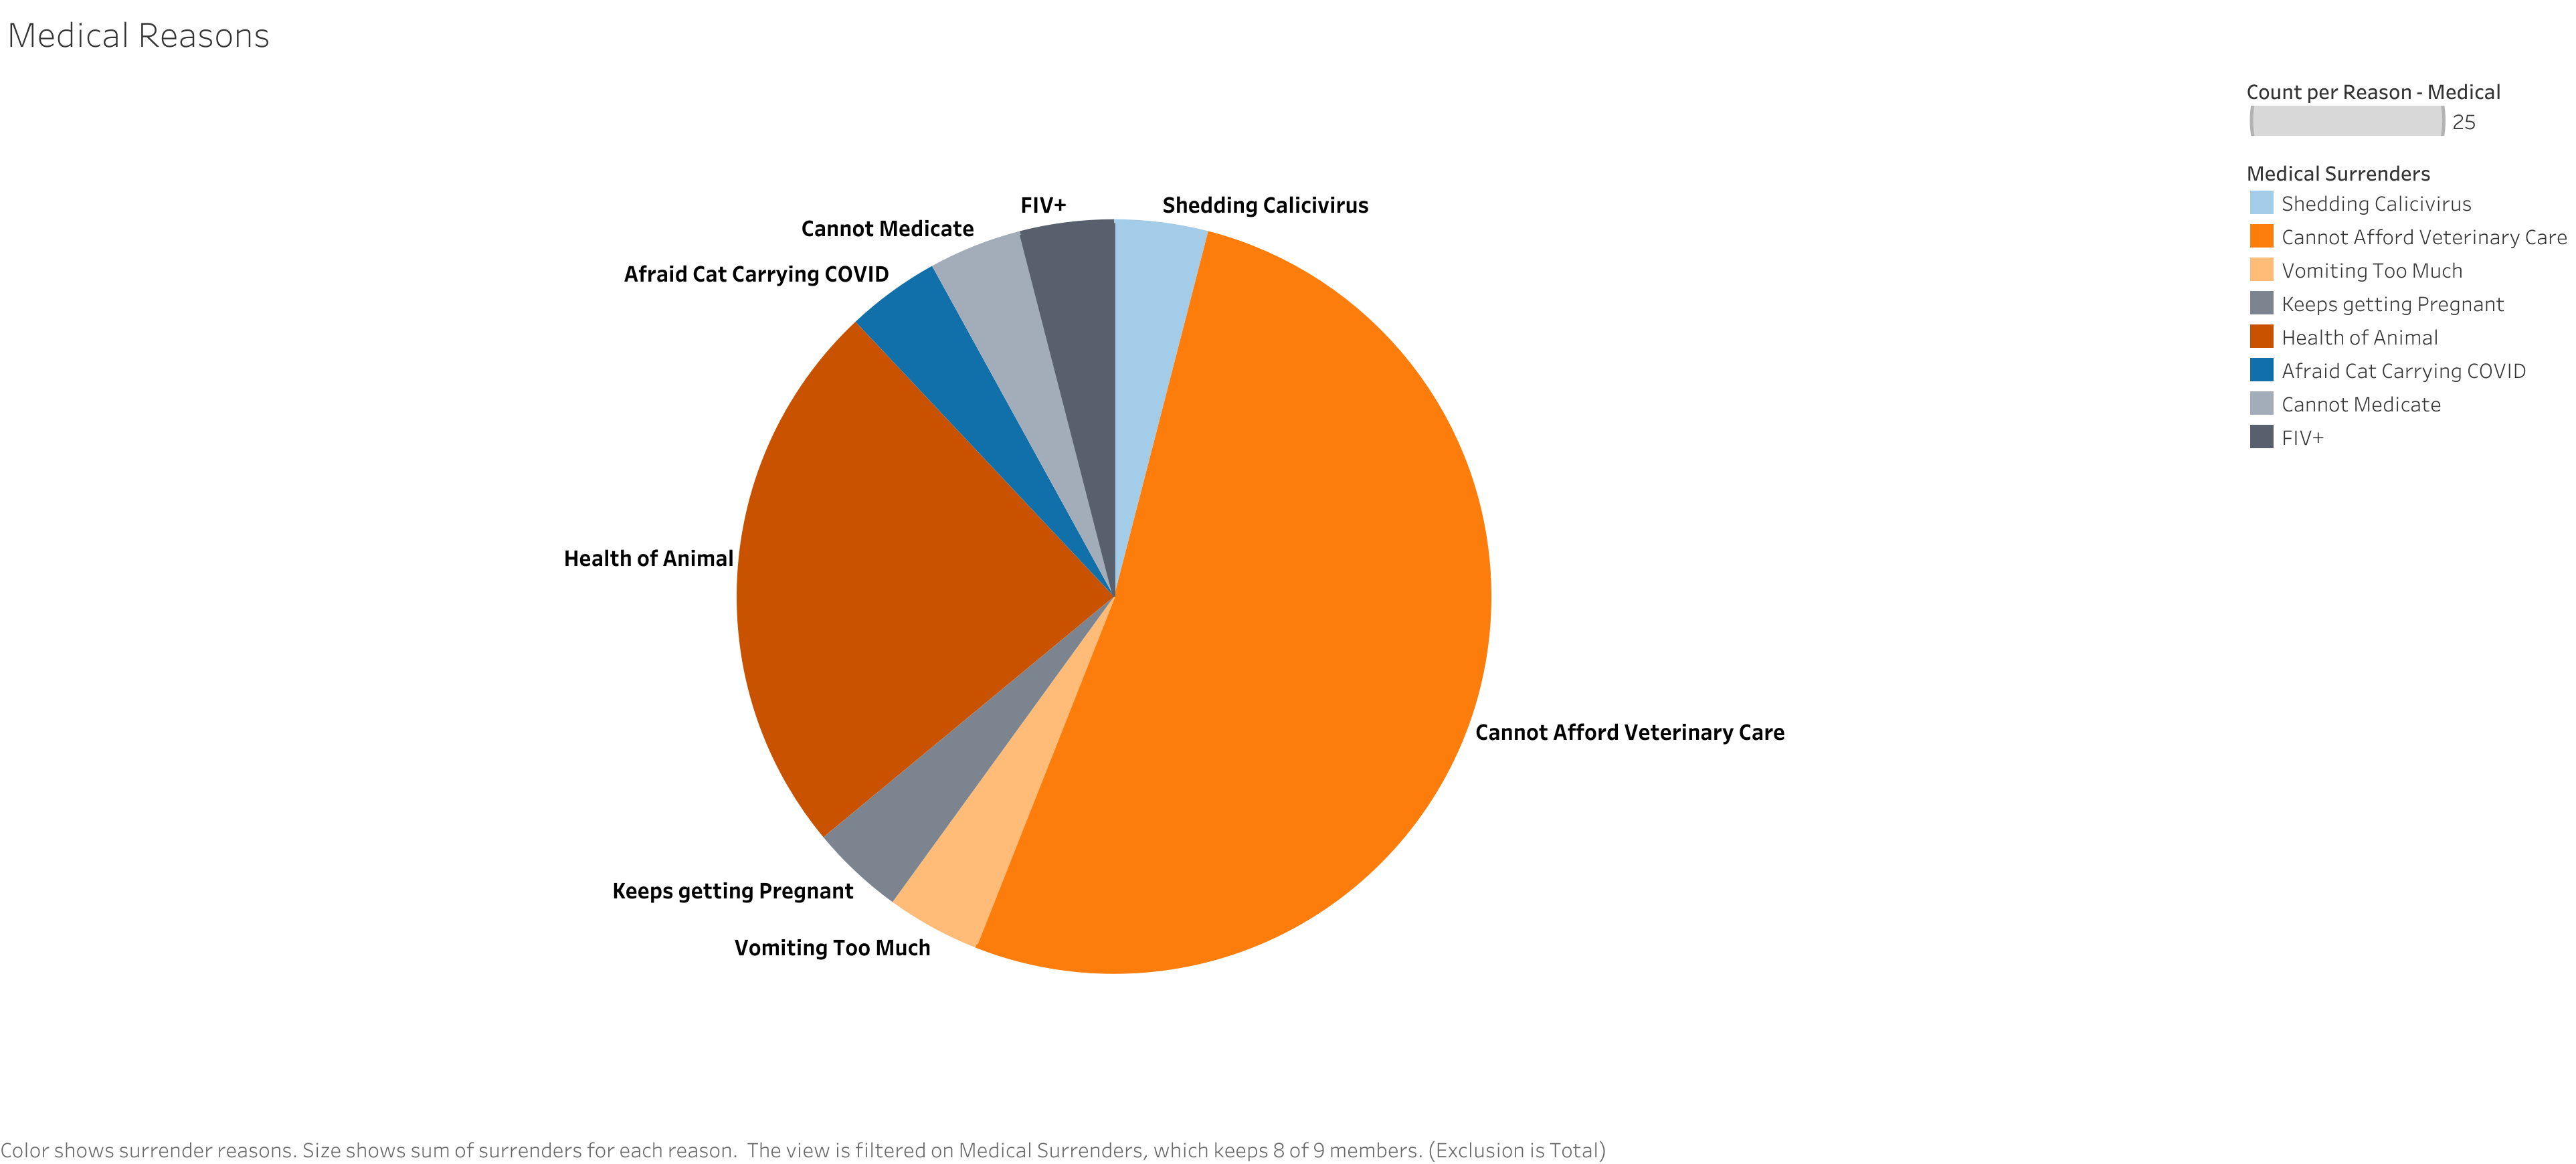 Medical Reasons
Count per Reason - Medical
25
Medical Surrenders
Shedding Calicivirus
Cannot Afford Veterinary Care
Vomiting Too Much
Keeps getting Pregnant
Health of Animal
Afraid Cat Carrying COVID
Cannot Medicate
FIV+
FIV+
Shedding Calicivirus
Cannot Medicate
Afraid Cat Carrying COVID
Health of Animal
Cannot Afford Veterinary Care
Keeps getting Pregnant
Vomiting Too Much
Color shows surrender reasons. Size shows sum of surrenders for each reason.  The view is filtered on Medical Surrenders, which keeps 8 of 9 members. (Exclusion is Total)